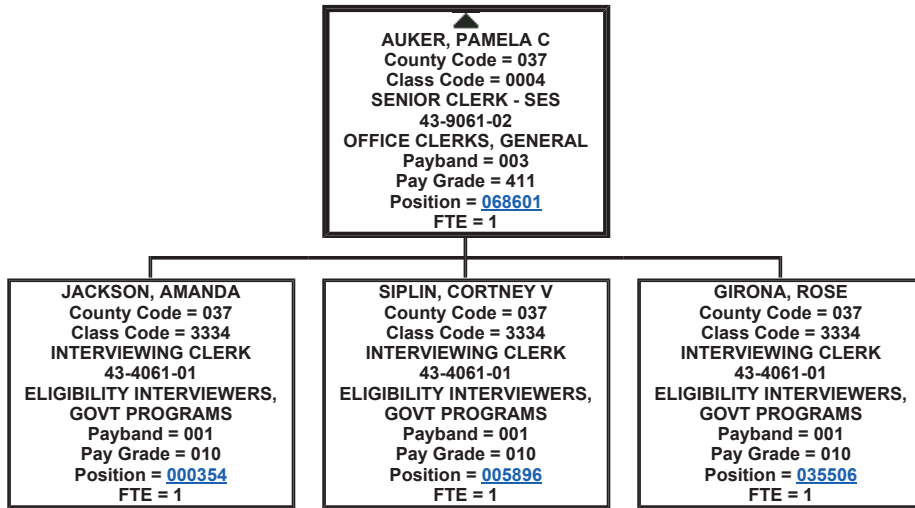 AUKER, PAMELA C
County Code = 037
Class Code = 0004
SENIOR CLERK - SES
43-9061-02
OFFICE CLERKS, GENERAL
Payband = 003
Pay Grade = 411
Position = 068601
FTE = 1
JACKSON, AMANDA
County Code = 037
Class Code = 3334
INTERVIEWING CLERK
43-4061-01
ELIGIBILITY INTERVIEWERS,
GOVT PROGRAMS
Payband = 001
Pay Grade = 010
Position = 000354
FTE = 1
SIPLIN, CORTNEY V
County Code = 037
Class Code = 3334
INTERVIEWING CLERK
43-4061-01
ELIGIBILITY INTERVIEWERS,
GOVT PROGRAMS
Payband = 001
Pay Grade = 010
Position = 005896
FTE = 1
GIRONA, ROSE
County Code = 037
Class Code = 3334
INTERVIEWING CLERK
43-4061-01
ELIGIBILITY INTERVIEWERS,
GOVT PROGRAMS
Payband = 001
Pay Grade = 010
Position = 035506
FTE = 1